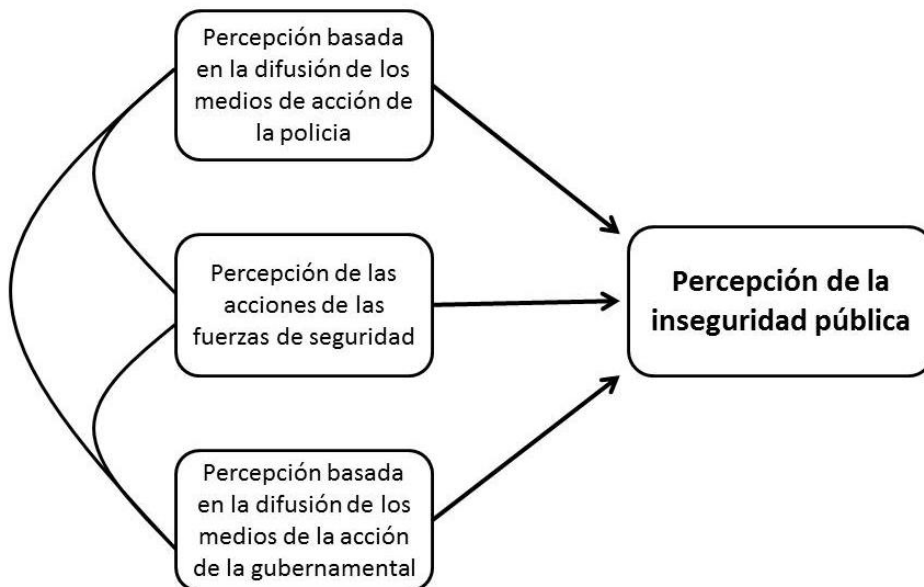 Percepción basada
en la difusión de los
medios de acción de
la policia
Percepción de las
acciones de las
fuerzas de seguridad
Percepción basada
en la difusión de los
medios de la acción
de la gubernamental
Percepción de la
inseguridad pública